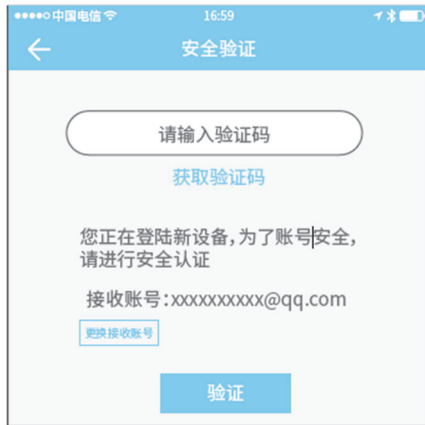 中国电信 16:59
安全验证
请输入验证码
获取验证码
您正在登陆新设备,为了账号安全,
请进行安全认证
接收账号:xxxxxxxxxx@qq.com
更换接收账号
验证